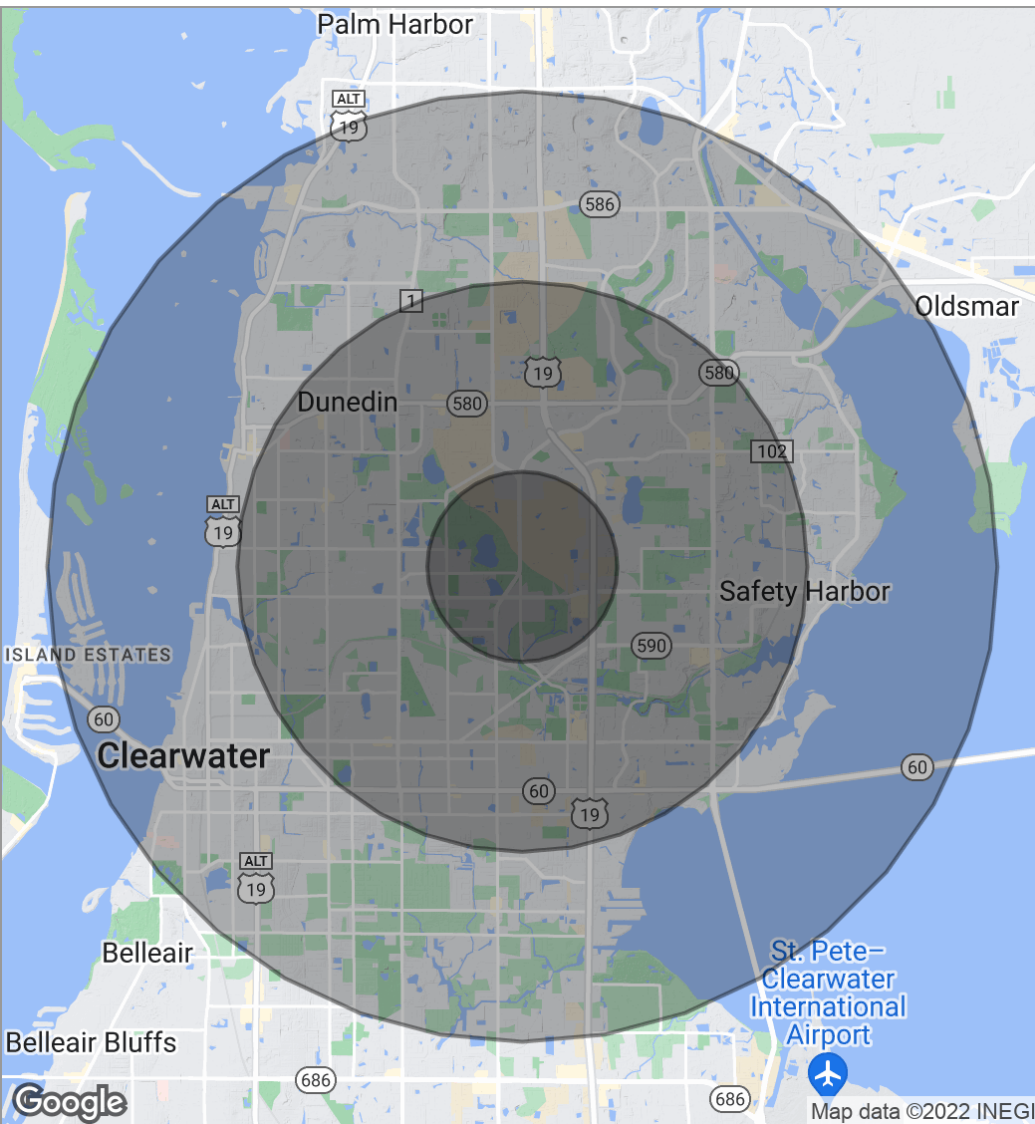 Palm Harbor
ALT
19
586
1
Oldsmar
19
580
Dunedin
580
102
ALT
19
Safety Harbor
590
ISLAND ESTATES
60
Clearwater
60
60
19
ALT
19
Belleair
St. Pete–
Clearwater
International
Airport
Belleair Bluffs
686
686
Google
Map data ©2022 INEGI